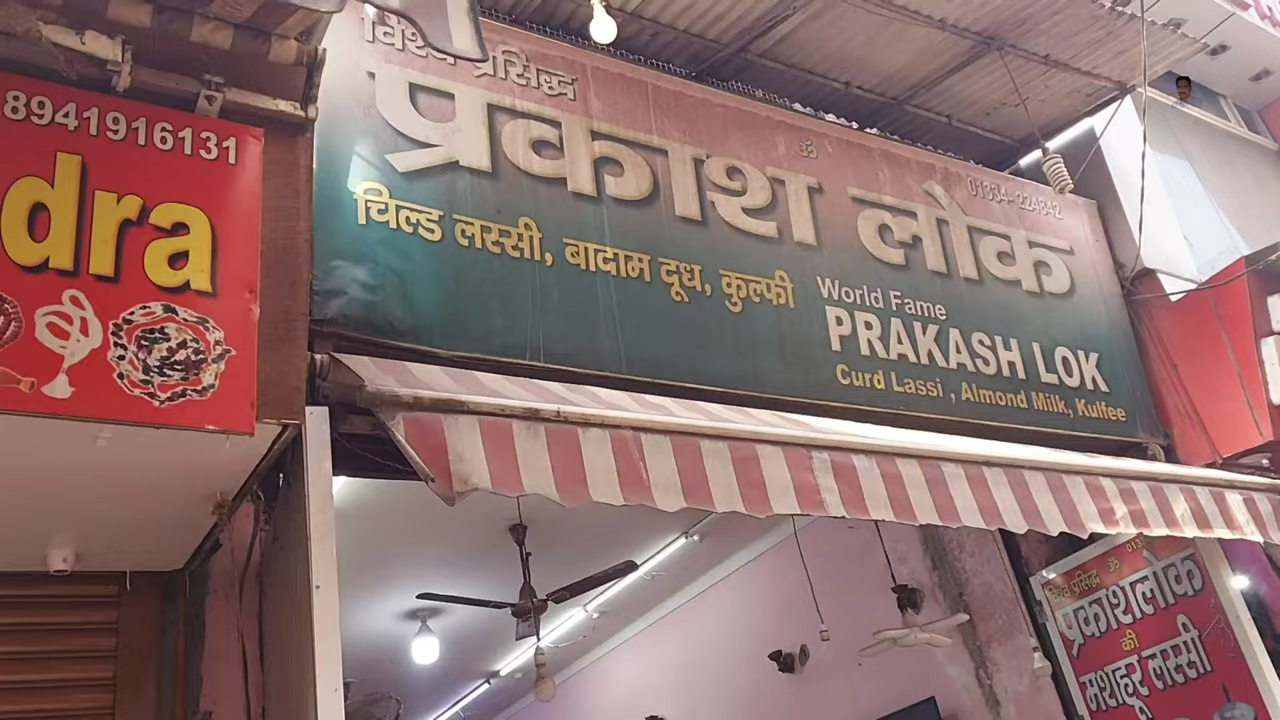 8941916131
dra
विश्व प्रसिद्ध
ॐ
प्रकाश लोक
01334-224842
चिल्ड लस्सी, बादाम दूध, कुल्फी
World Fame
PRAKASH LOK
Curd Lassi , Almond Milk, Kulfee
013
विश्व प्रसिद्ध ॐ
प्रकाशलोक
की
मशहूर लस्सी